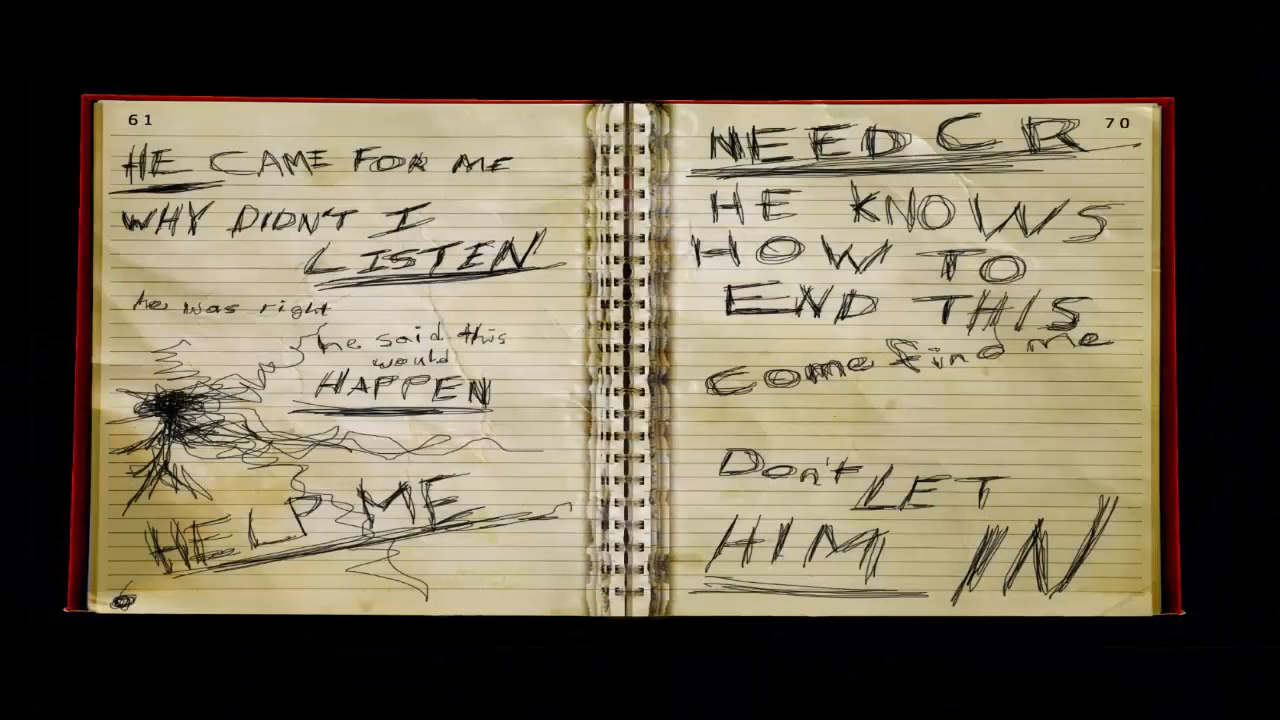 61
HE CAME FOR ME
WHY DIDN'T I
LISTEN
he was right
he said this
would
HAPPEN
HELP ME
70
NEED CR
HE KNOWS
HOW TO
END THIS
come find me
Don't LET
HIM IN